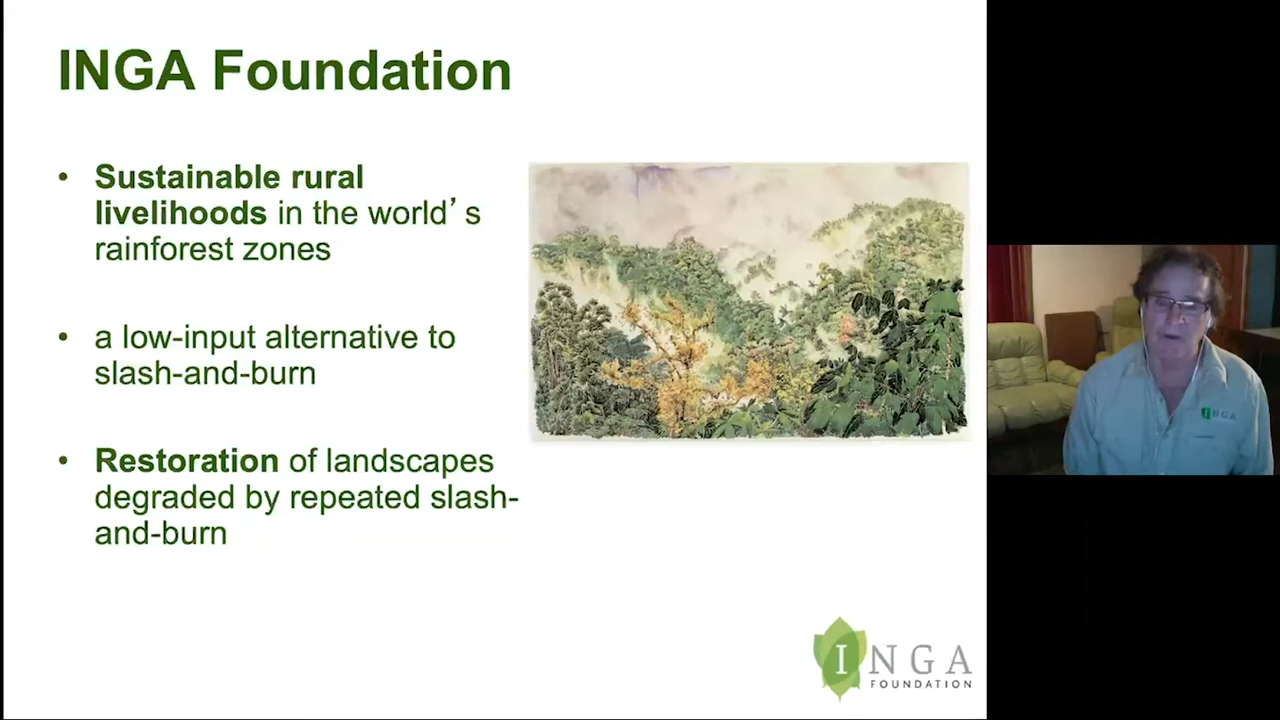 INGA Foundation
• Sustainable rural
livelihoods in the world’s
rainforest zones
• a low-input alternative to
slash-and-burn
• Restoration of landscapes
degraded by repeated slash-
and-burn
INGA
FOUNDATION
INGA